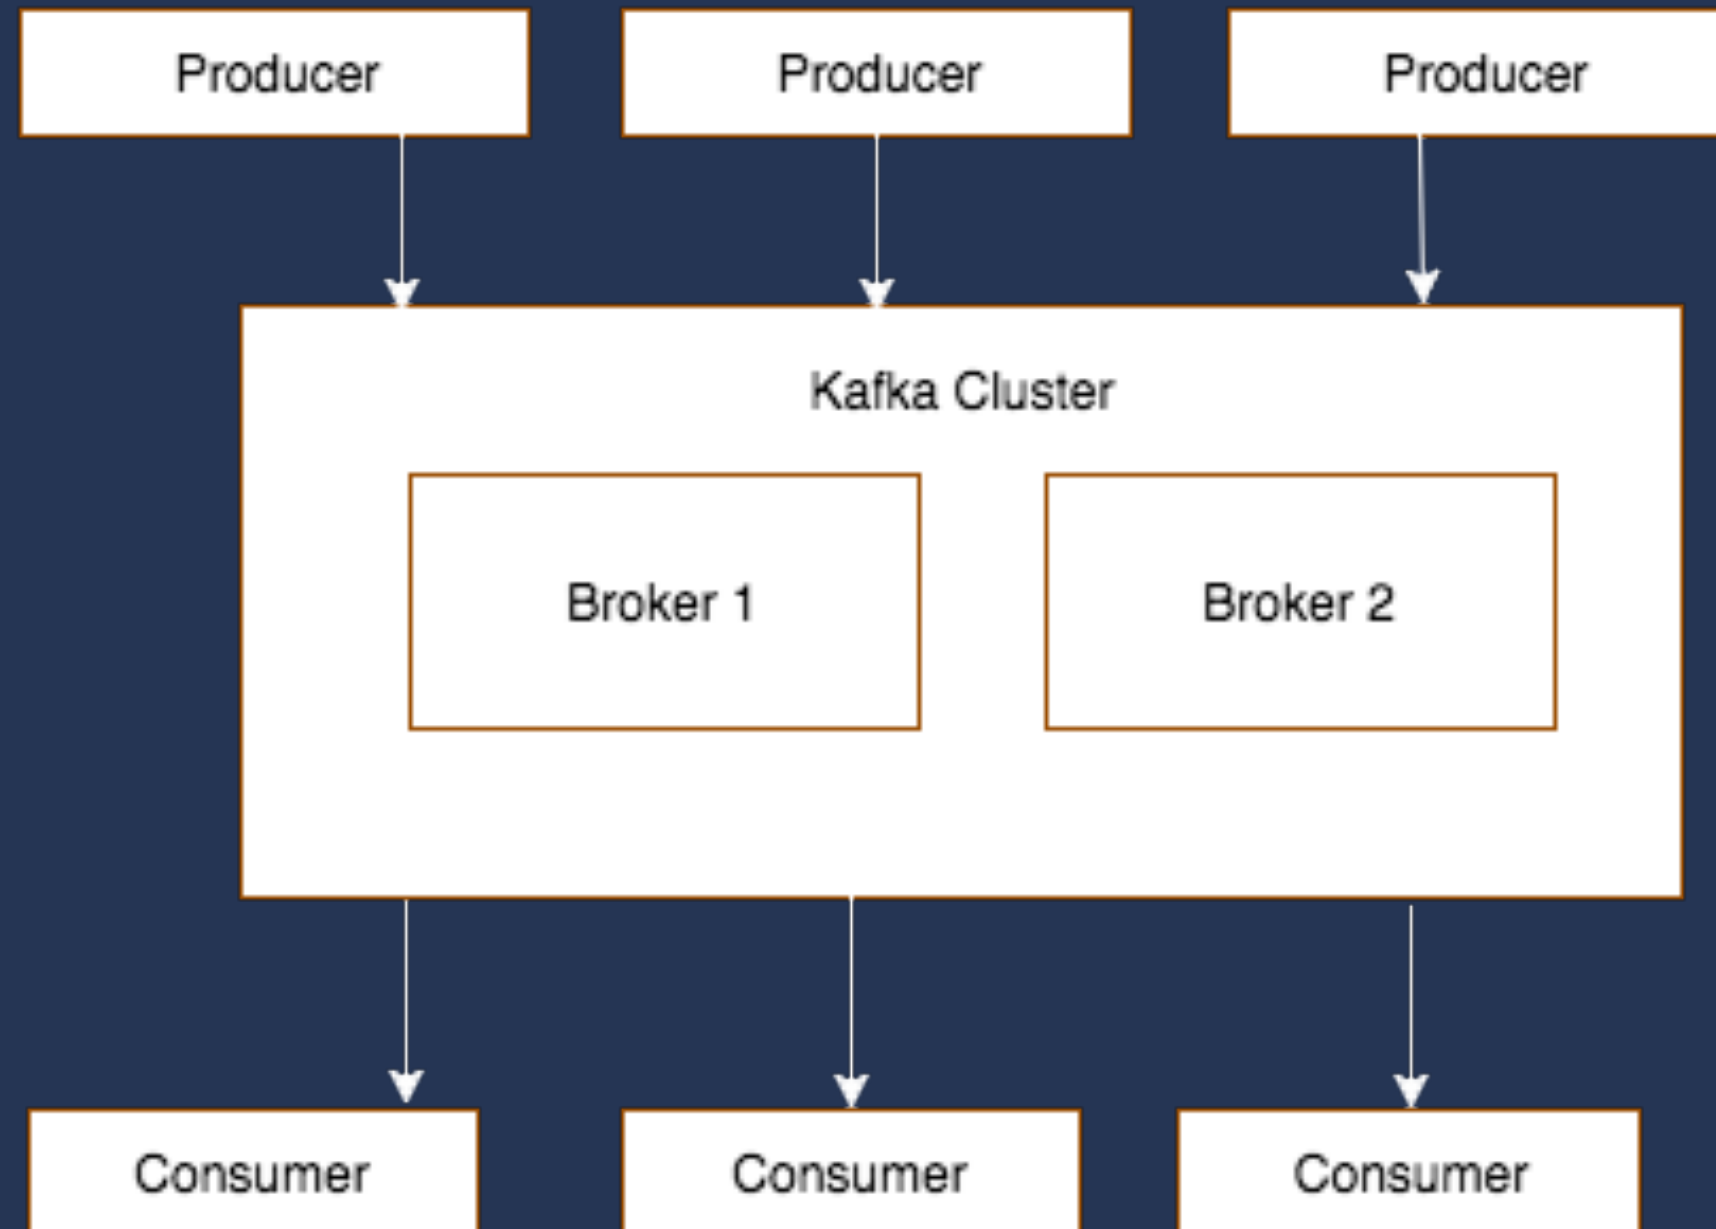 Producer
Producer
Producer
Kafka Cluster
Broker 1
Broker 2
Consumer
Consumer
Consumer